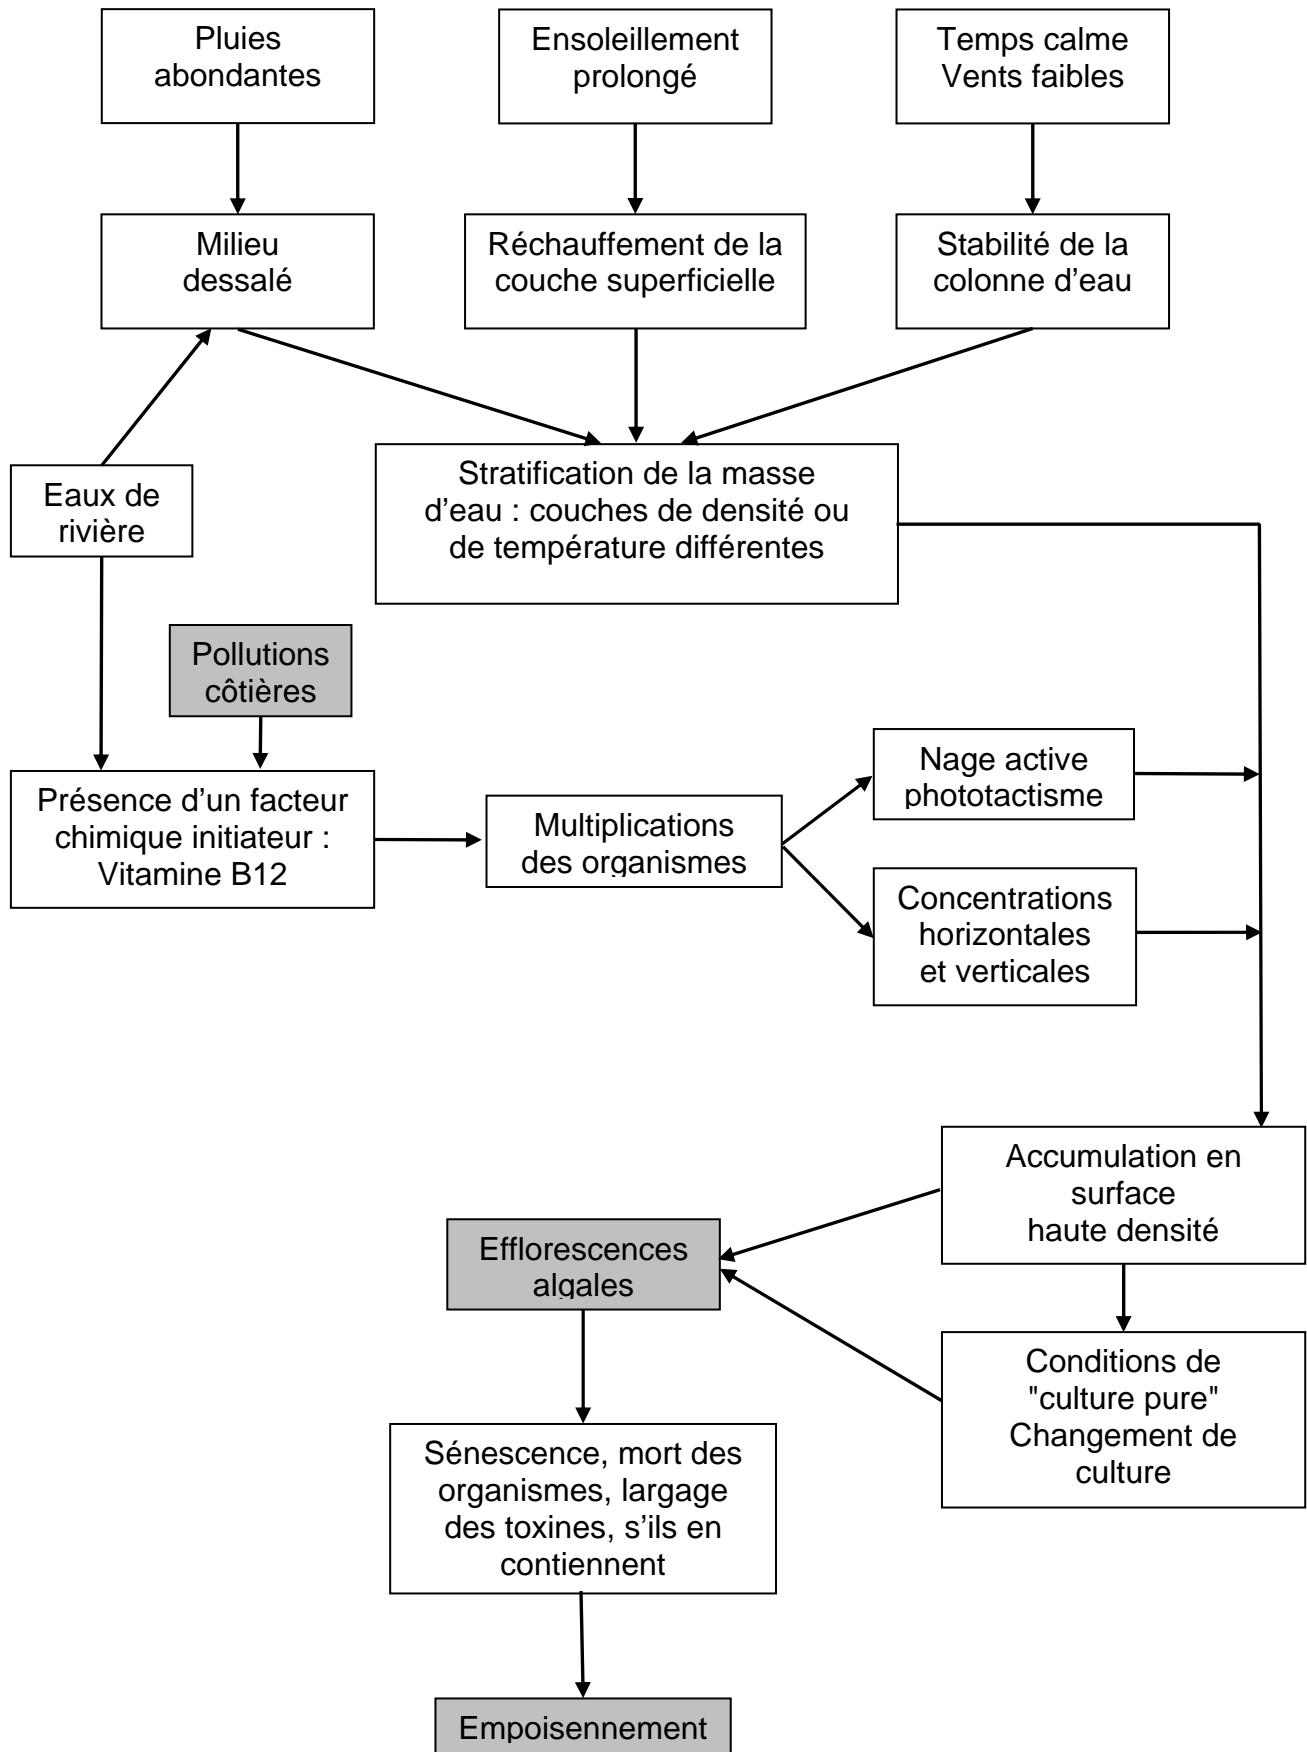 Pluies
abondantes
Ensoleillement
prolongé
Temps calme
Vents faibles
Milieu
dessalé
Réchauffement de la
couche superficielle
Stabilité de la
colonne d'eau
Eaux de
rivière
Stratification de la masse
d'eau : couches de densité ou
de température différentes
Pollutions
côtières
Présence d'un facteur
chimique initiateur :
Vitamine B12
Multiplications
des organismes
Nage active
phototactisme
Concentrations
horizontales
et verticales
Accumulation en
surface
haute densité
Efflorescences
algales
Conditions de
"culture pure"
Changement de
culture
Sénescence, mort des
organismes, largage
des toxines, s'ils en
contiennent
Empoisennement